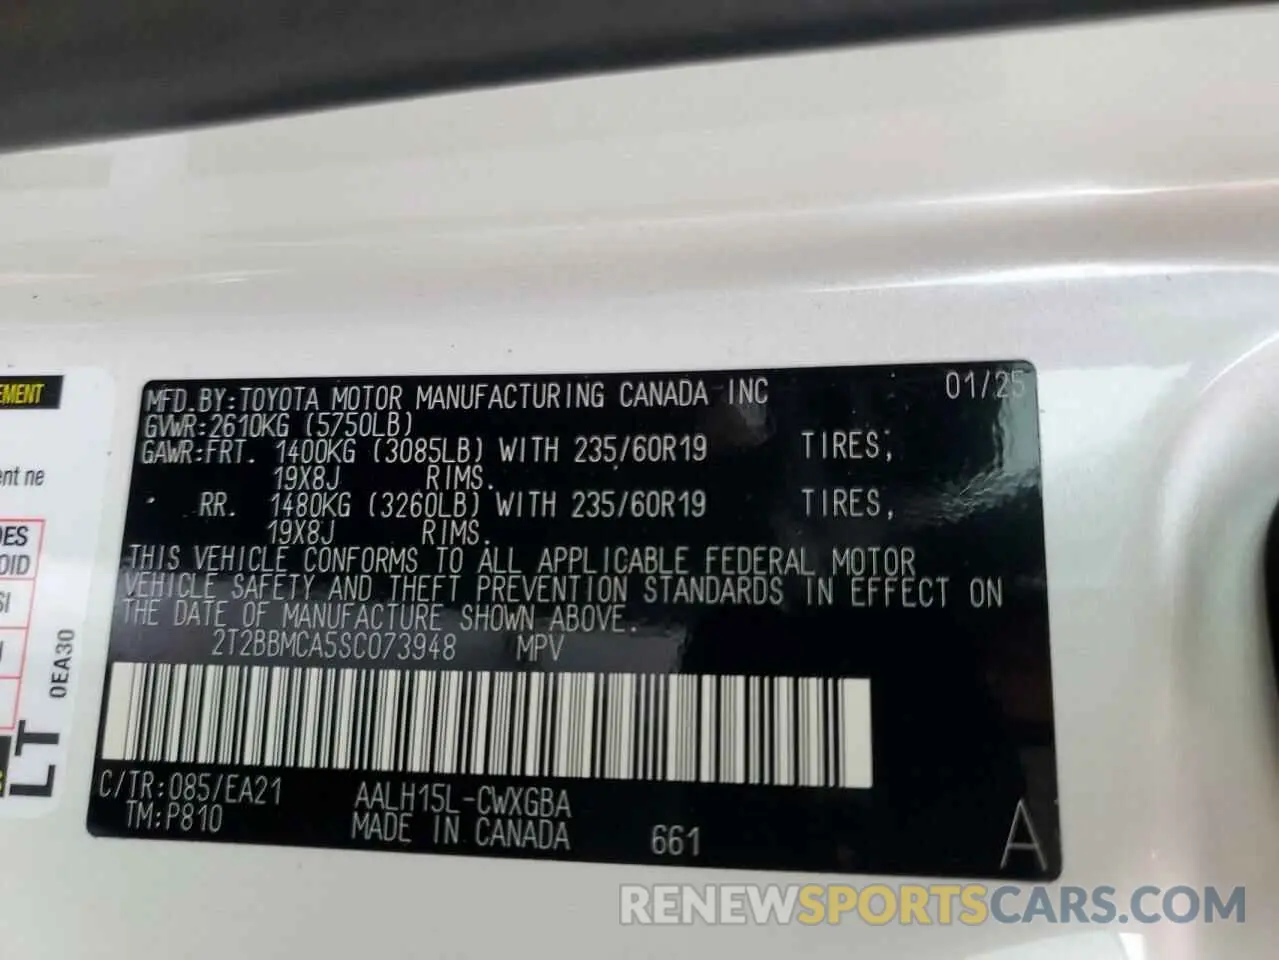 MFD.BY:TOYOTA MOTOR MANUFACTURING CANADA INC 01/25
GVWR:2610KG (5750LB)
GAWR:FRT. 1400KG (3085LB) WITH 235/60R19 TIRES,
19X8J RIMS.
RR. 1480KG (3260LB) WITH 235/60R19 TIRES,
19X8J RIMS.
THIS VEHICLE CONFORMS TO ALL APPLICABLE FEDERAL MOTOR
VEHICLE SAFETY AND THEFT PREVENTION STANDARDS IN EFFECT ON
THE DATE OF MANUFACTURE SHOWN ABOVE.
2T2BBMCA5SC073948 MPV
C/TR:085/EA21 AALH15L-CWXGBA
TM:P810 MADE IN CANADA 661 A
EMENT
ent ne
DES
OID
SI
0EA30
LT
RENEWSPORTSCARS.COM